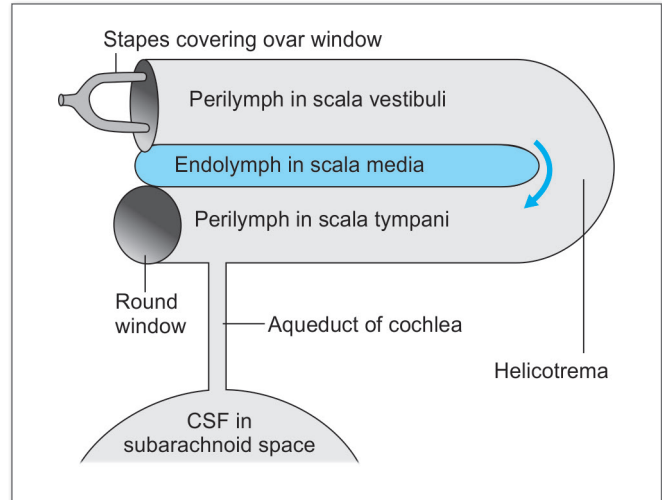 Stapes covering ovar window
Perilymph in scala vestibuli
Endolymph in scala media
Perilymph in scala tympani
Round
window
Aqueduct of cochlea
Helicotrema
CSF in
subarachnoid space